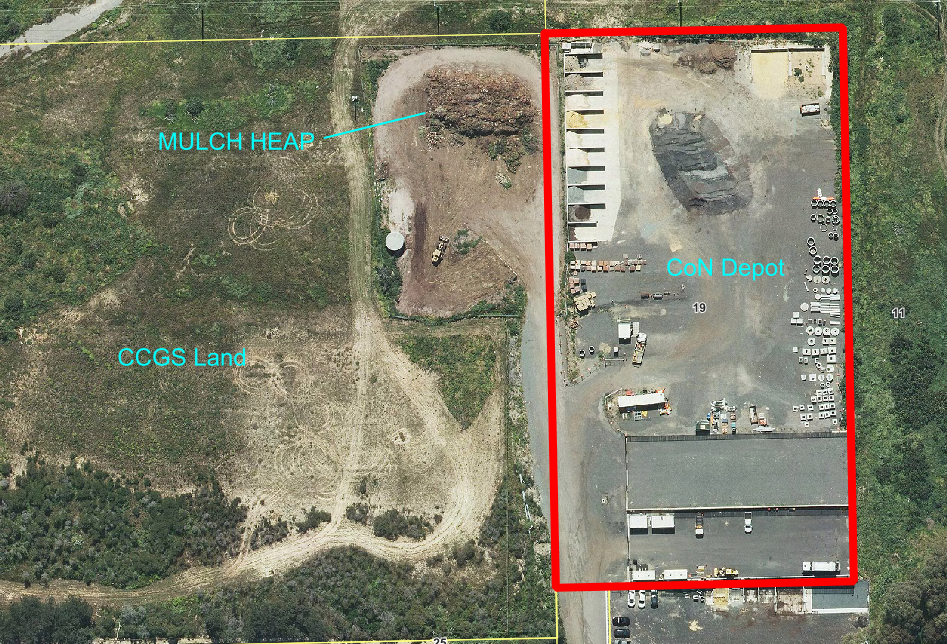 MULCH HEAP
CoN Depot
19
11
CCGS Land
25